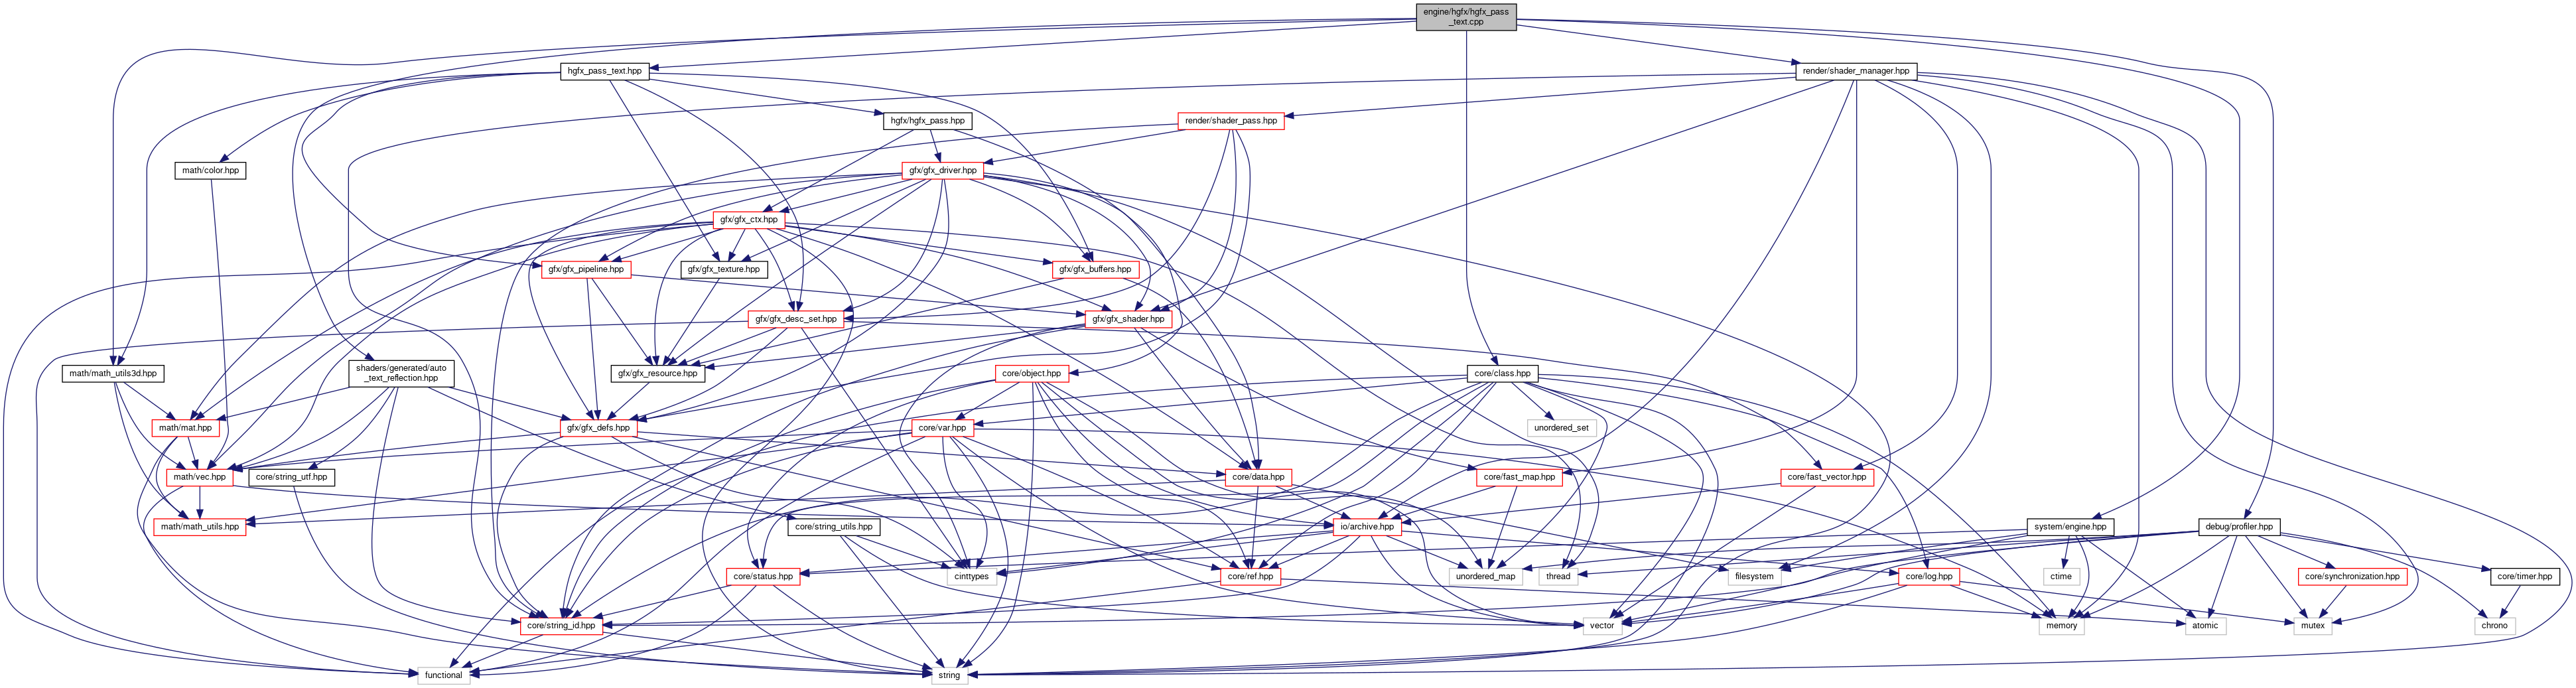 engine/hgfx/hgfx_pass
_text.cpp
hgfx_pass_text.hpp
render/shader_manager.hpp
hgfx/hgfx_pass.hpp
render/shader_pass.hpp
math/color.hpp
gfx/gfx_driver.hpp
gfx/gfx_ctx.hpp
gfx/gfx_pipeline.hpp
gfx/gfx_texture.hpp
gfx/gfx_buffers.hpp
gfx/gfx_desc_set.hpp
gfx/gfx_shader.hpp
math/math_utils3d.hpp
shaders/generated/auto
_text_reflection.hpp
gfx/gfx_resource.hpp
core/object.hpp
core/class.hpp
math/mat.hpp
gfx/gfx_defs.hpp
core/var.hpp
unordered_set
math/vec.hpp
core/string_utf.hpp
core/data.hpp
core/fast_map.hpp
core/fast_vector.hpp
math/math_utils.hpp
core/string_utils.hpp
io/archive.hpp
system/engine.hpp
debug/profiler.hpp
core/status.hpp
cinttypes
core/ref.hpp
unordered_map
thread
filesystem
core/log.hpp
ctime
core/synchronization.hpp
core/timer.hpp
core/string_id.hpp
vector
memory
atomic
mutex
chrono
functional
string